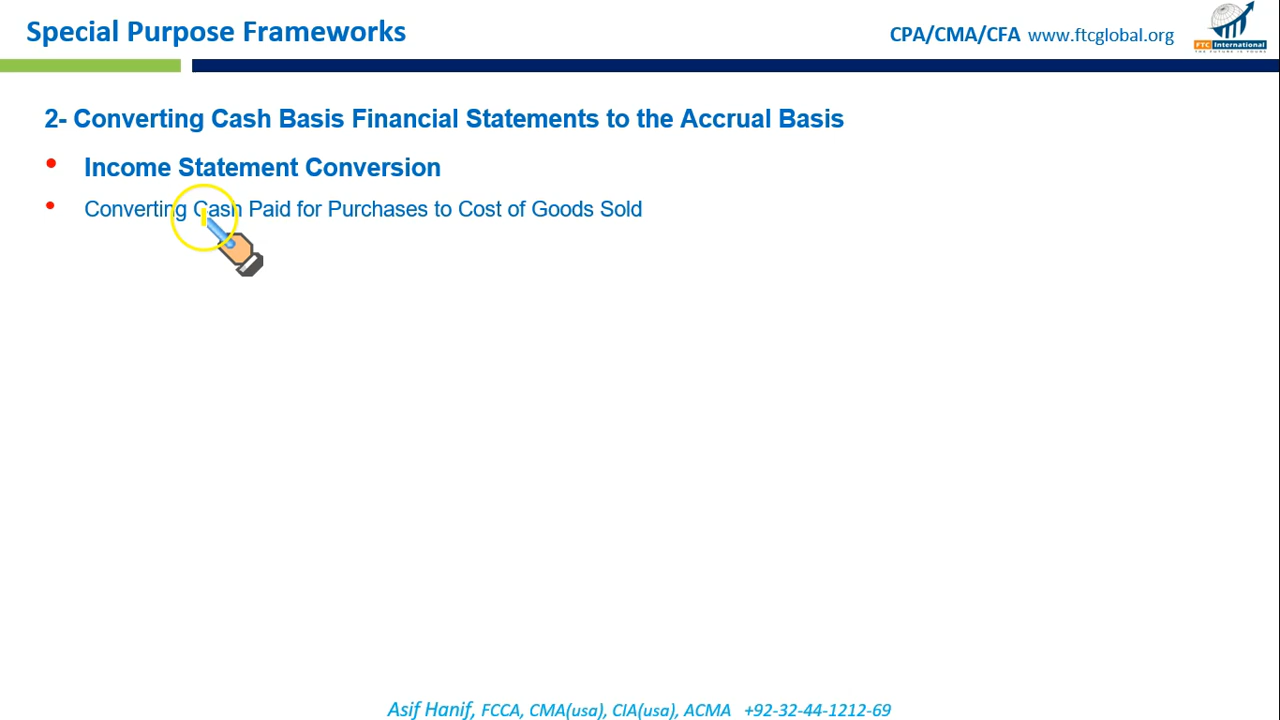 Special Purpose Frameworks
CPA/CMA/CFA www.ftcglobal.org
FTC International
2- Converting Cash Basis Financial Statements to the Accrual Basis
• Income Statement Conversion
• Converting Cash Paid for Purchases to Cost of Goods Sold
Asif Hanif, FCCA, CMA(usa), CIA(usa), ACMA +92-32-44-1212-69